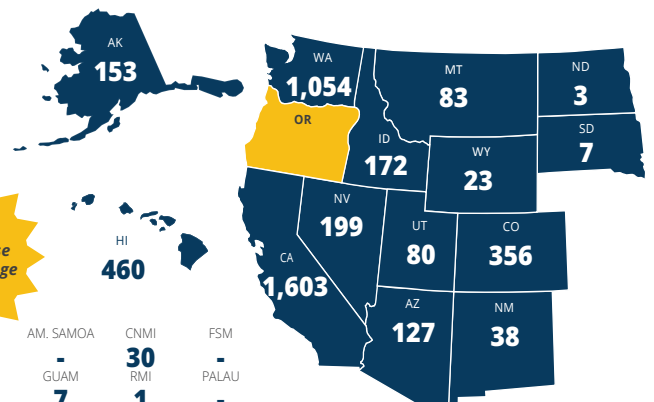 AK
153
WA
1,054
OR
ID
172
MT
83
ND
3
SD
7
WY
23
NV
199
UT
80
CO
356
CA
1,603
AZ
127
NM
38
HI
460
AM. SAMOA CNMI FSM
- 30 -
GUAM RMI PALAU
7 1 -